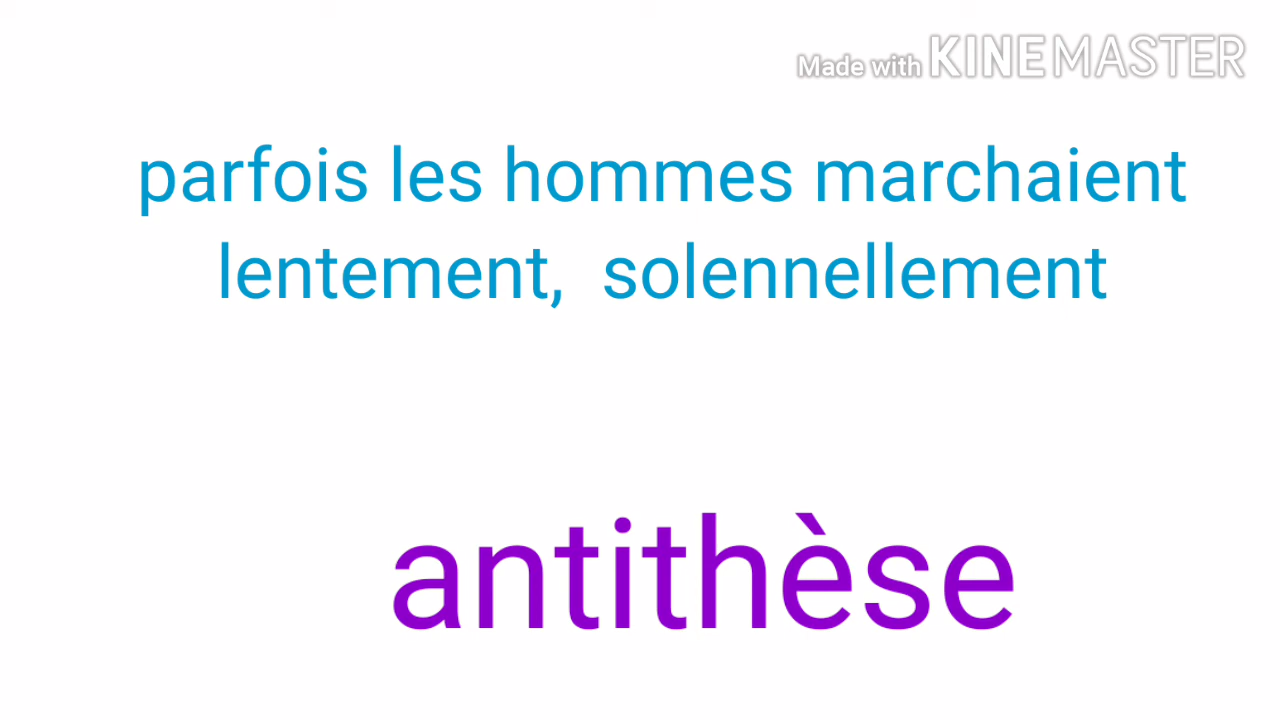 Made with KINEMASTER
parfois les hommes marchaient
lentement, solennellement
antithèse